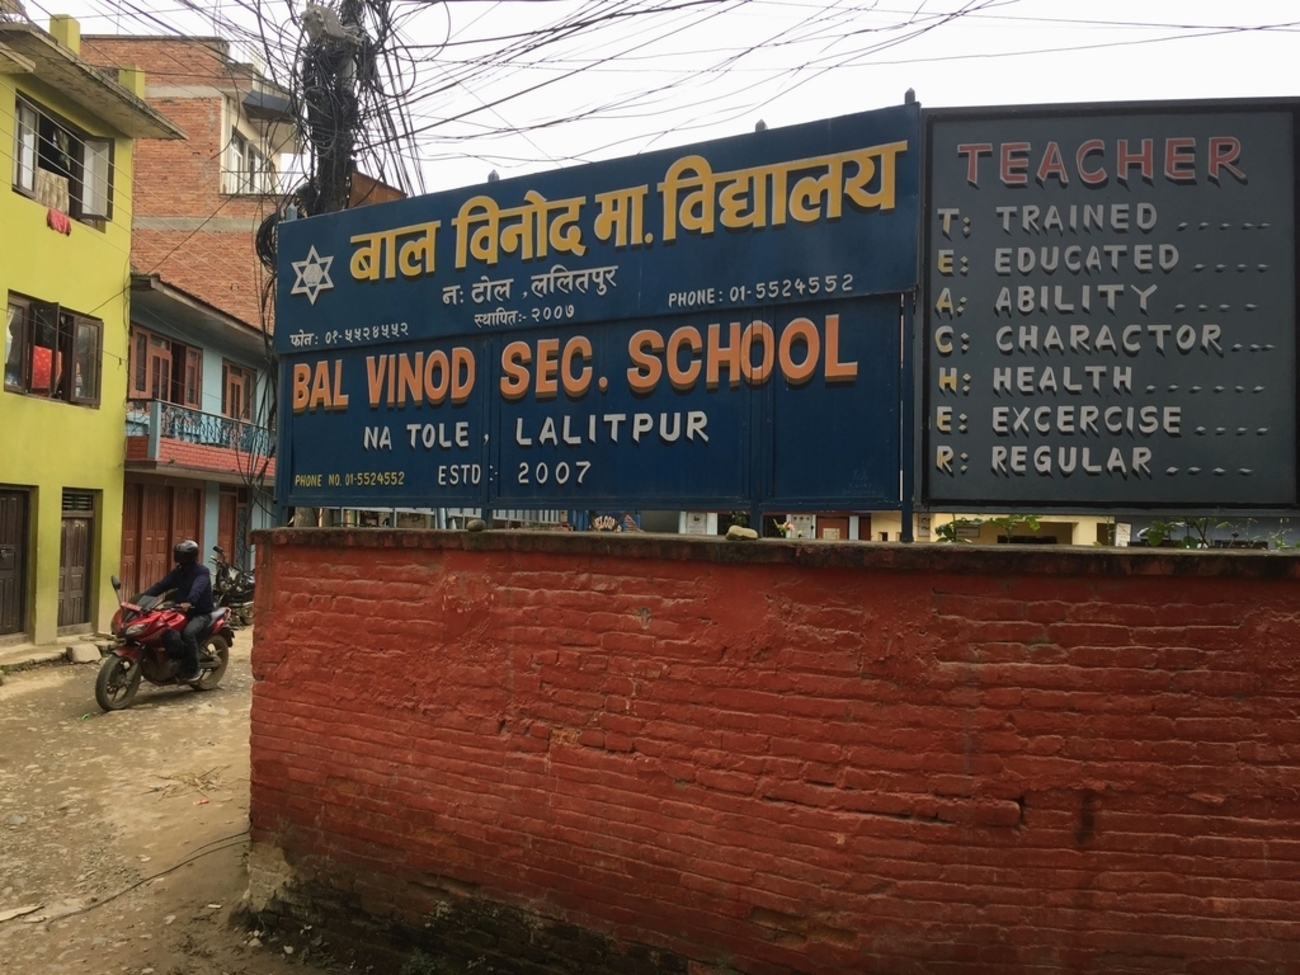 बाल विनोद मा. विद्यालय
नः टोल , ललितपुर
स्थापितः- २००७
PHONE: 01-5524552
फोनः ०१-५५२४५५२
BAL VINOD SEC. SCHOOL
NA TOLE , LALITPUR
PHONE NO. 01-5524552
ESTD:- 2007
TEACHER
T: TRAINED .....
E: EDUCATED ....
A: ABILITY .....
C: CHARACTOR...
H: HEALTH ......
E: EXCERCISE ....
R: REGULAR .....